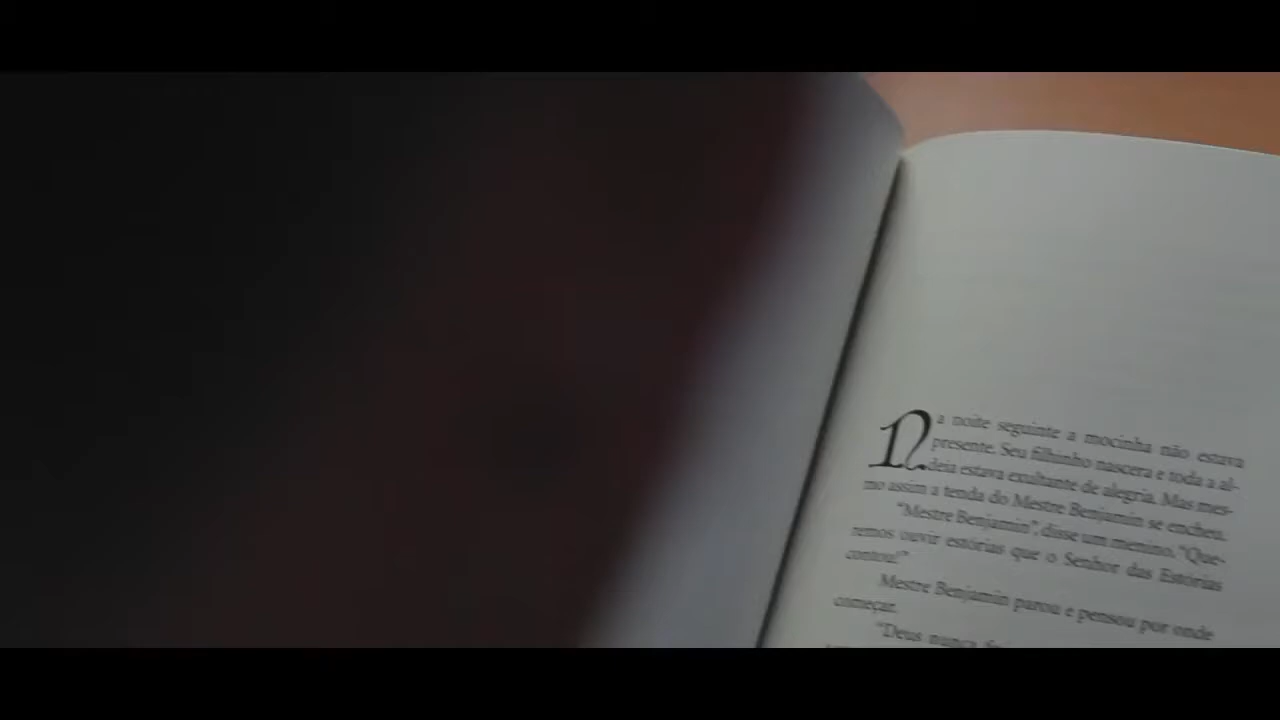 Na noite seguinte a mocinha não estava
presente. Seu filhinho nascera e toda a al-
deia estava exultante de alegria. Mas mes-
mo assim a tenda do Mestre Benjamin se encheu.
“Mestre Benjamin”, disse um menino. “Que-
remos ouvir estórias que o Senhor das Estórias
contou!”
Mestre Benjamin parou e pensou por onde
começar.
“Deus nunca